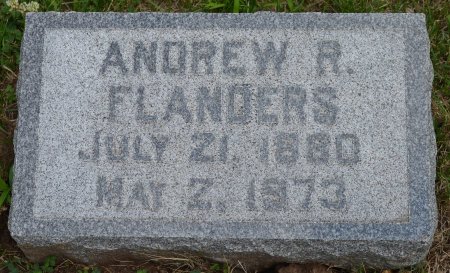 ANDREW R.
FLANDERS
JULY 21, 1880
MAY 2, 1973